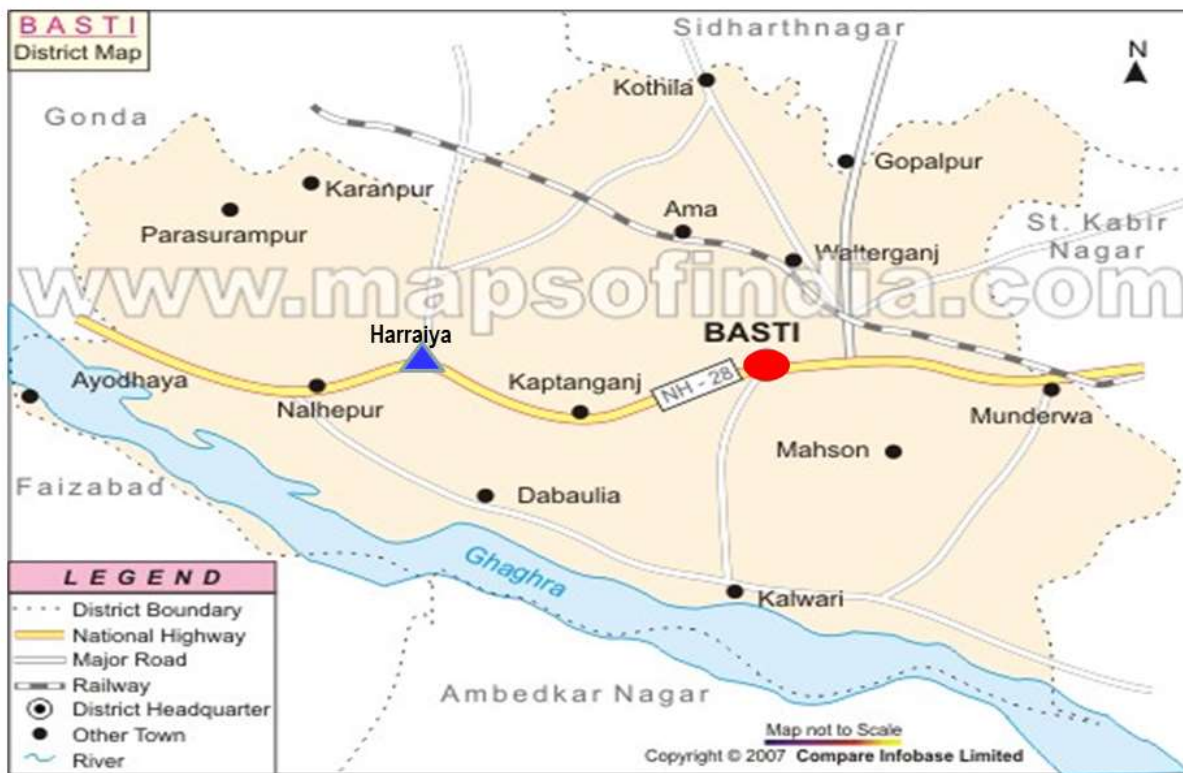 BASTI
District Map
Sidharthnagar
N
Kothila
Gonda
Gopalpur
Karanpur
Ama
Parasurampur
St. Kabir
Nagar
Walterganj
www.mapsofindia.com
Harraiya
BASTI
Ayodhaya
Nalhepur
Kaptanganj
NH - 28
Munderwa
Mahson
Faizabad
Dabaulia
Ghaghra
Kalwari
LEGEND
District Boundary
National Highway
Major Road
Railway
District Headquarter
Other Town
River
Ambedkar Nagar
Map not to Scale
Copyright © 2007 Compare Infobase Limited